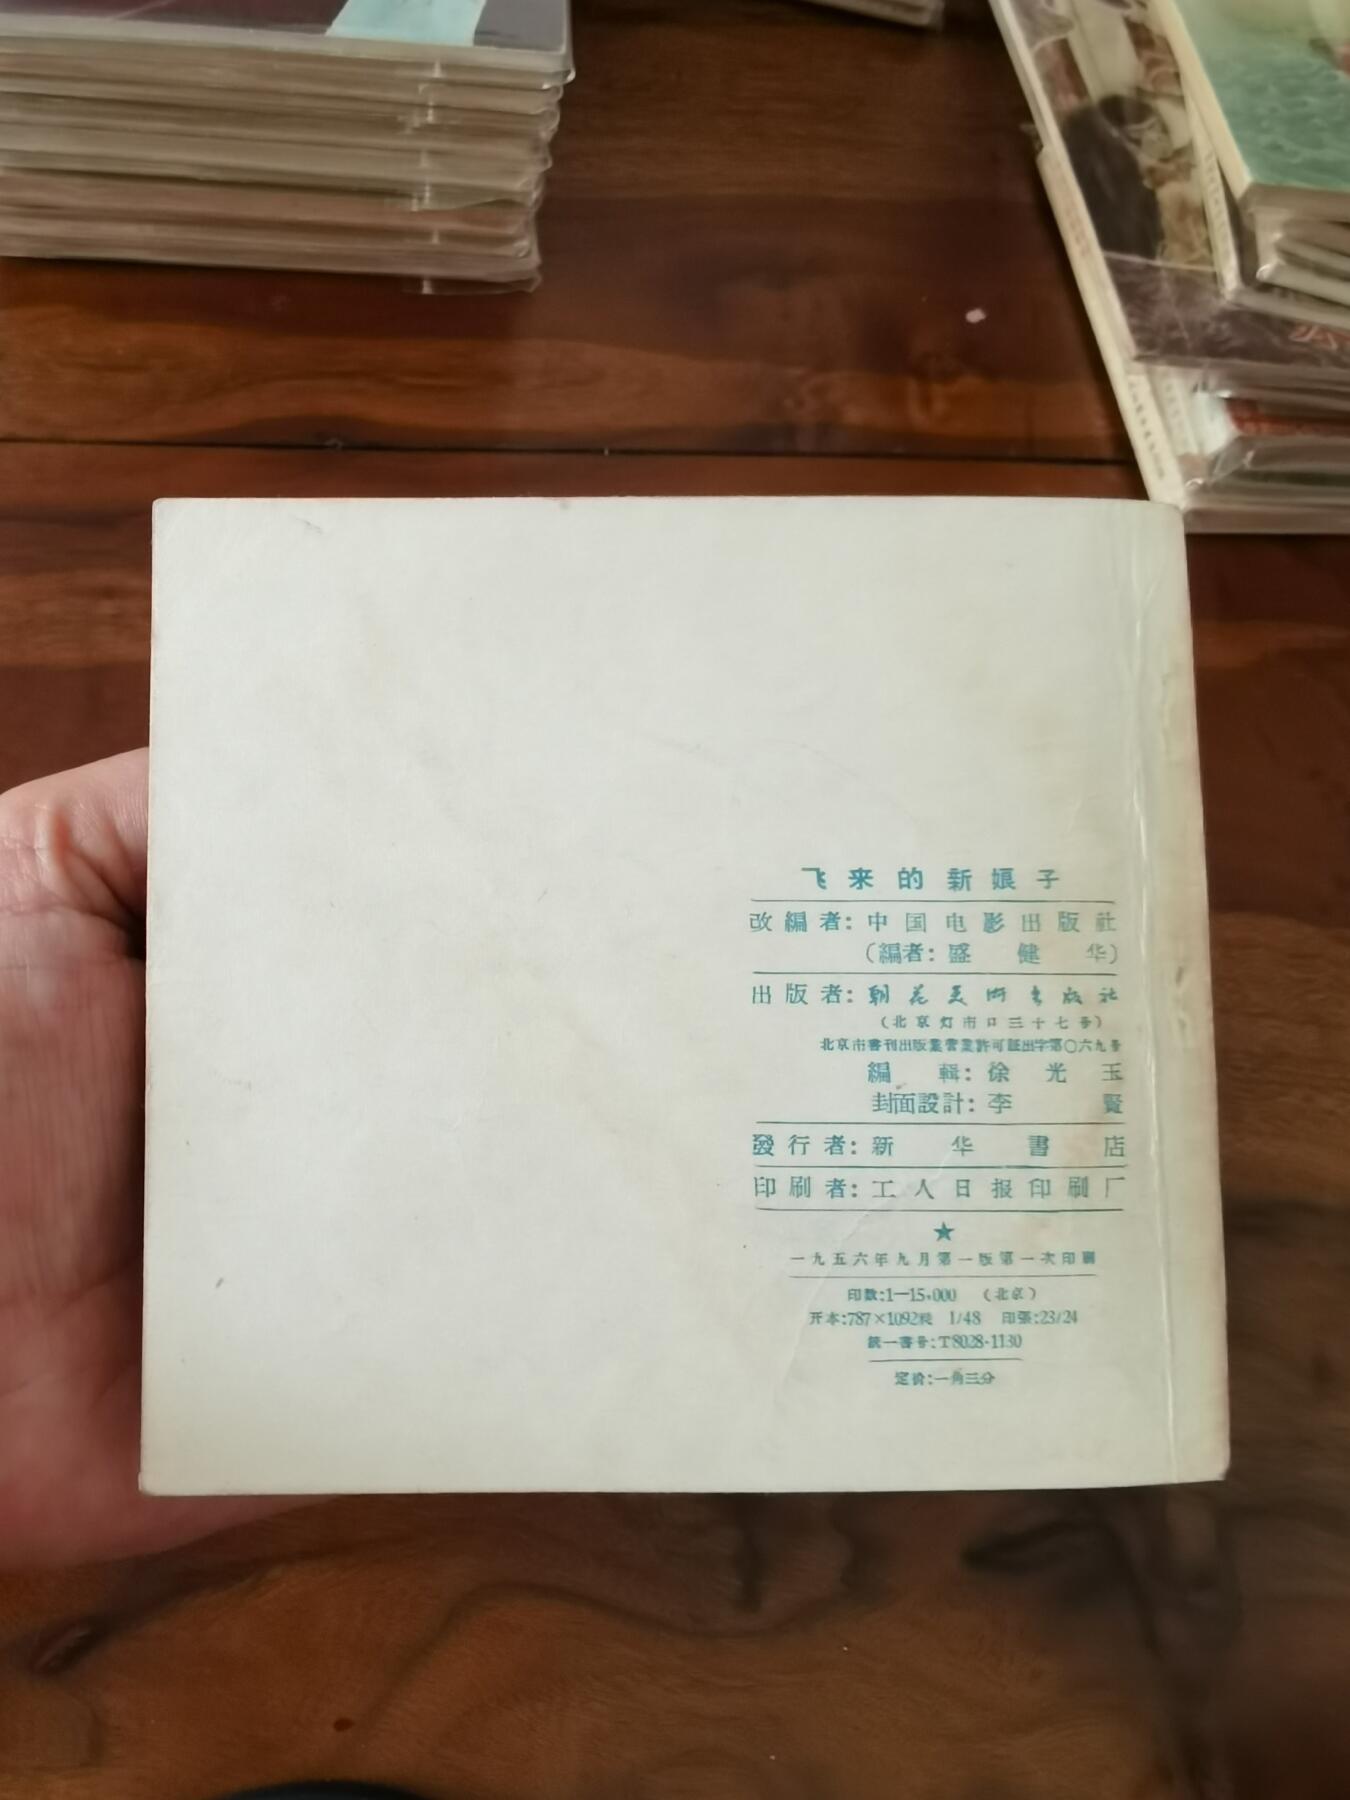 飞来的新娘子
改編者：中国电影出版社
（編者：盛健华）
出版者：朝花美術出版社
（北京灯市口三十七号）
北京市書刊出版業营業許可証出字第〇六九号
編輯：徐光玉
封面設計：李賢
發行者：新华書店
印刷者：工人日报印刷厂
★
一九五六年九月第一版第一次印刷
印数：1—15,000 （北京）
开本：787×1092粍 1/48 印張：23/24
統一書号：T8028·1130
定价：一角三分